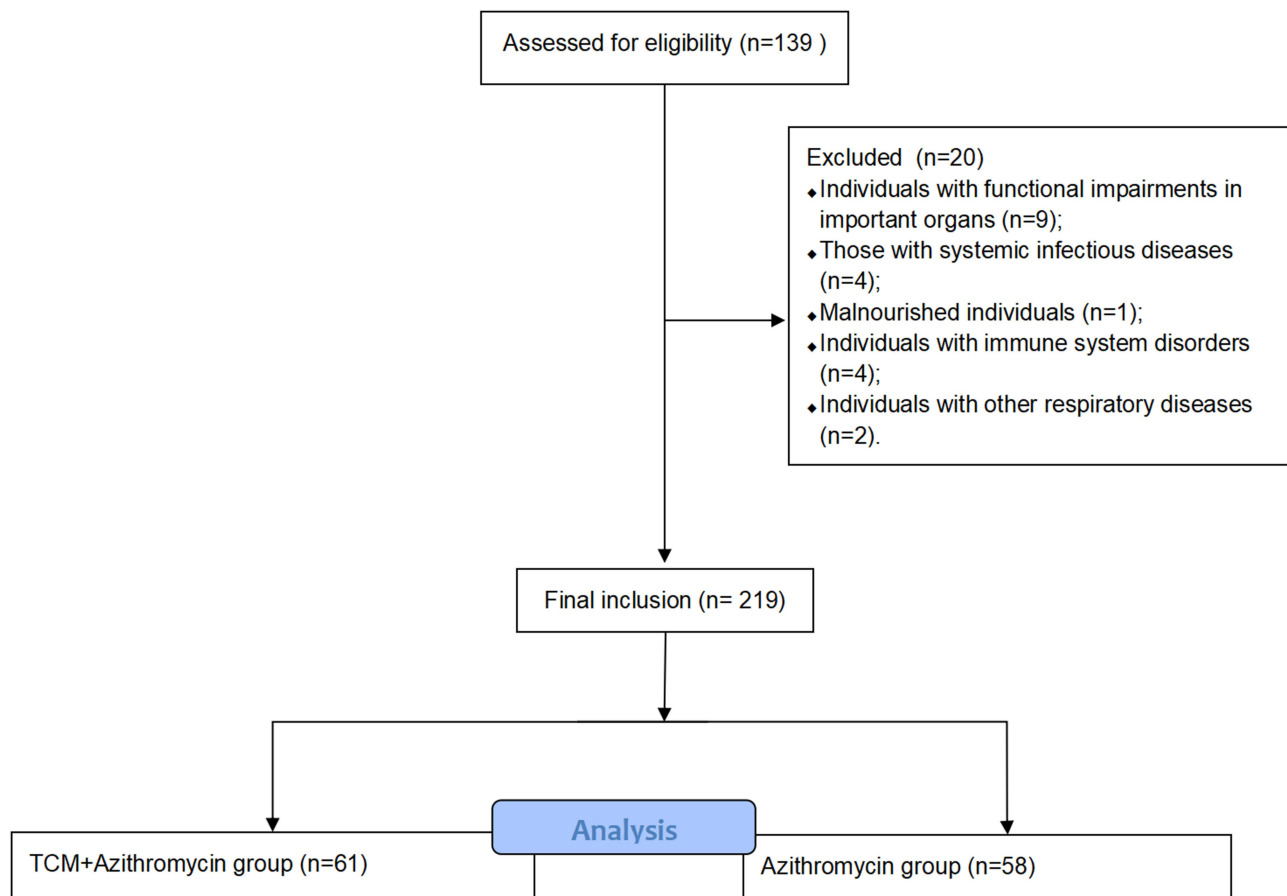 Assessed for eligibility (n=139 )
Excluded  (n=20)
◆Individuals with functional impairments in
important organs (n=9);
◆Those with systemic infectious diseases
(n=4);
◆Malnourished individuals (n=1);
◆Individuals with immune system disorders
(n=4);
◆Individuals with other respiratory diseases
(n=2).
Final inclusion (n= 219)
Analysis
TCM+Azithromycin group (n=61)
Azithromycin group (n=58)